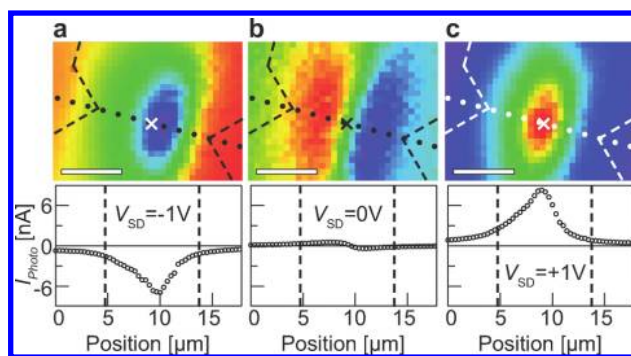 a b c
6
0
-6
I_Photo [nA]
V_SD=-1V
V_SD=0V
V_SD=+1V
0 5 10 15 0 5 10 15 0 5 10 15
Position [µm] Position [µm] Position [µm]